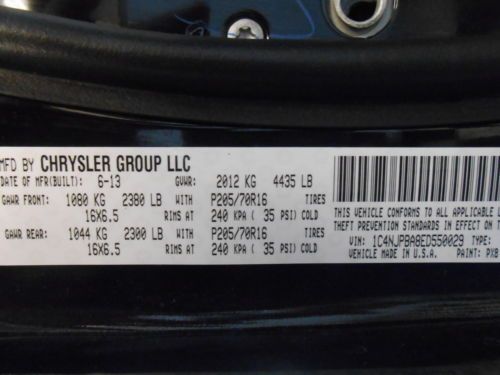 MFD BY CHRYSLER GROUP LLC
DATE OF MFR(BUILT): 6-13 GVWR: 2012 KG 4435 LB
GAWR FRONT: 1080 KG 2380 LB WITH P205/70R16 TIRES
16X6.5 RIMS AT 240 KPA ( 35 PSI) COLD
GAWR REAR: 1044 KG 2300 LB WITH P205/70R16 TIRES
16X6.5 RIMS AT 240 KPA ( 35 PSI) COLD
THIS VEHICLE CONFORMS TO ALL APPLICABLE
THEFT PREVENTION STANDARDS IN EFFECT ON T
VIN: 1C4NJPBA8ED550029 TYPE:
VEHICLE MADE IN U.S.A. PAINT: PX8